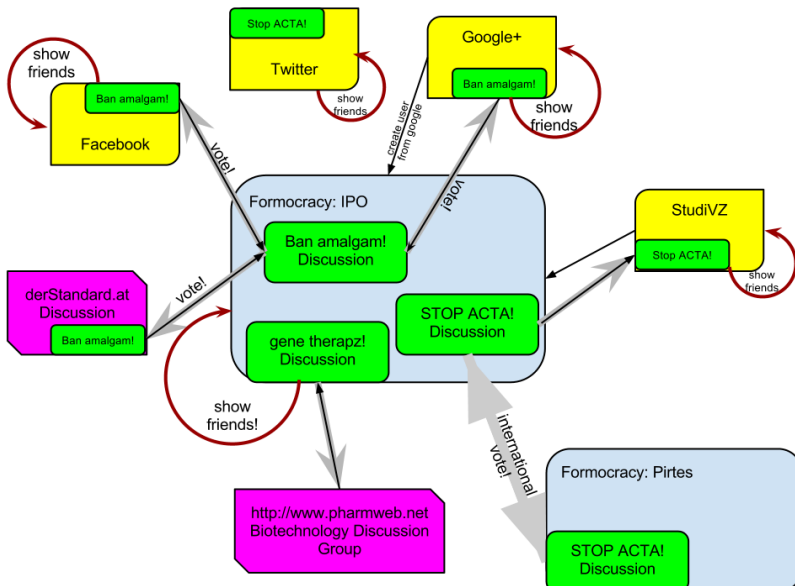 Stop ACTA!
Twitter
show
friends
Google+
Ban amalgam!
show
friends
show
friends
Ban amalgam!
Facebook
create user
from google
vote!
vote!
Formocracy: IPO
Ban amalgam!
Discussion
StudiVZ
Stop ACTA!
show
friends
derStandard.at
Discussion
Ban amalgam!
vote!
STOP ACTA!
Discussion
gene therapz!
Discussion
show
friends!
international
vote!
http://www.pharmweb.net
Biotechnology Discussion
Group
Formocracy: Pirtes
STOP ACTA!
Discussion